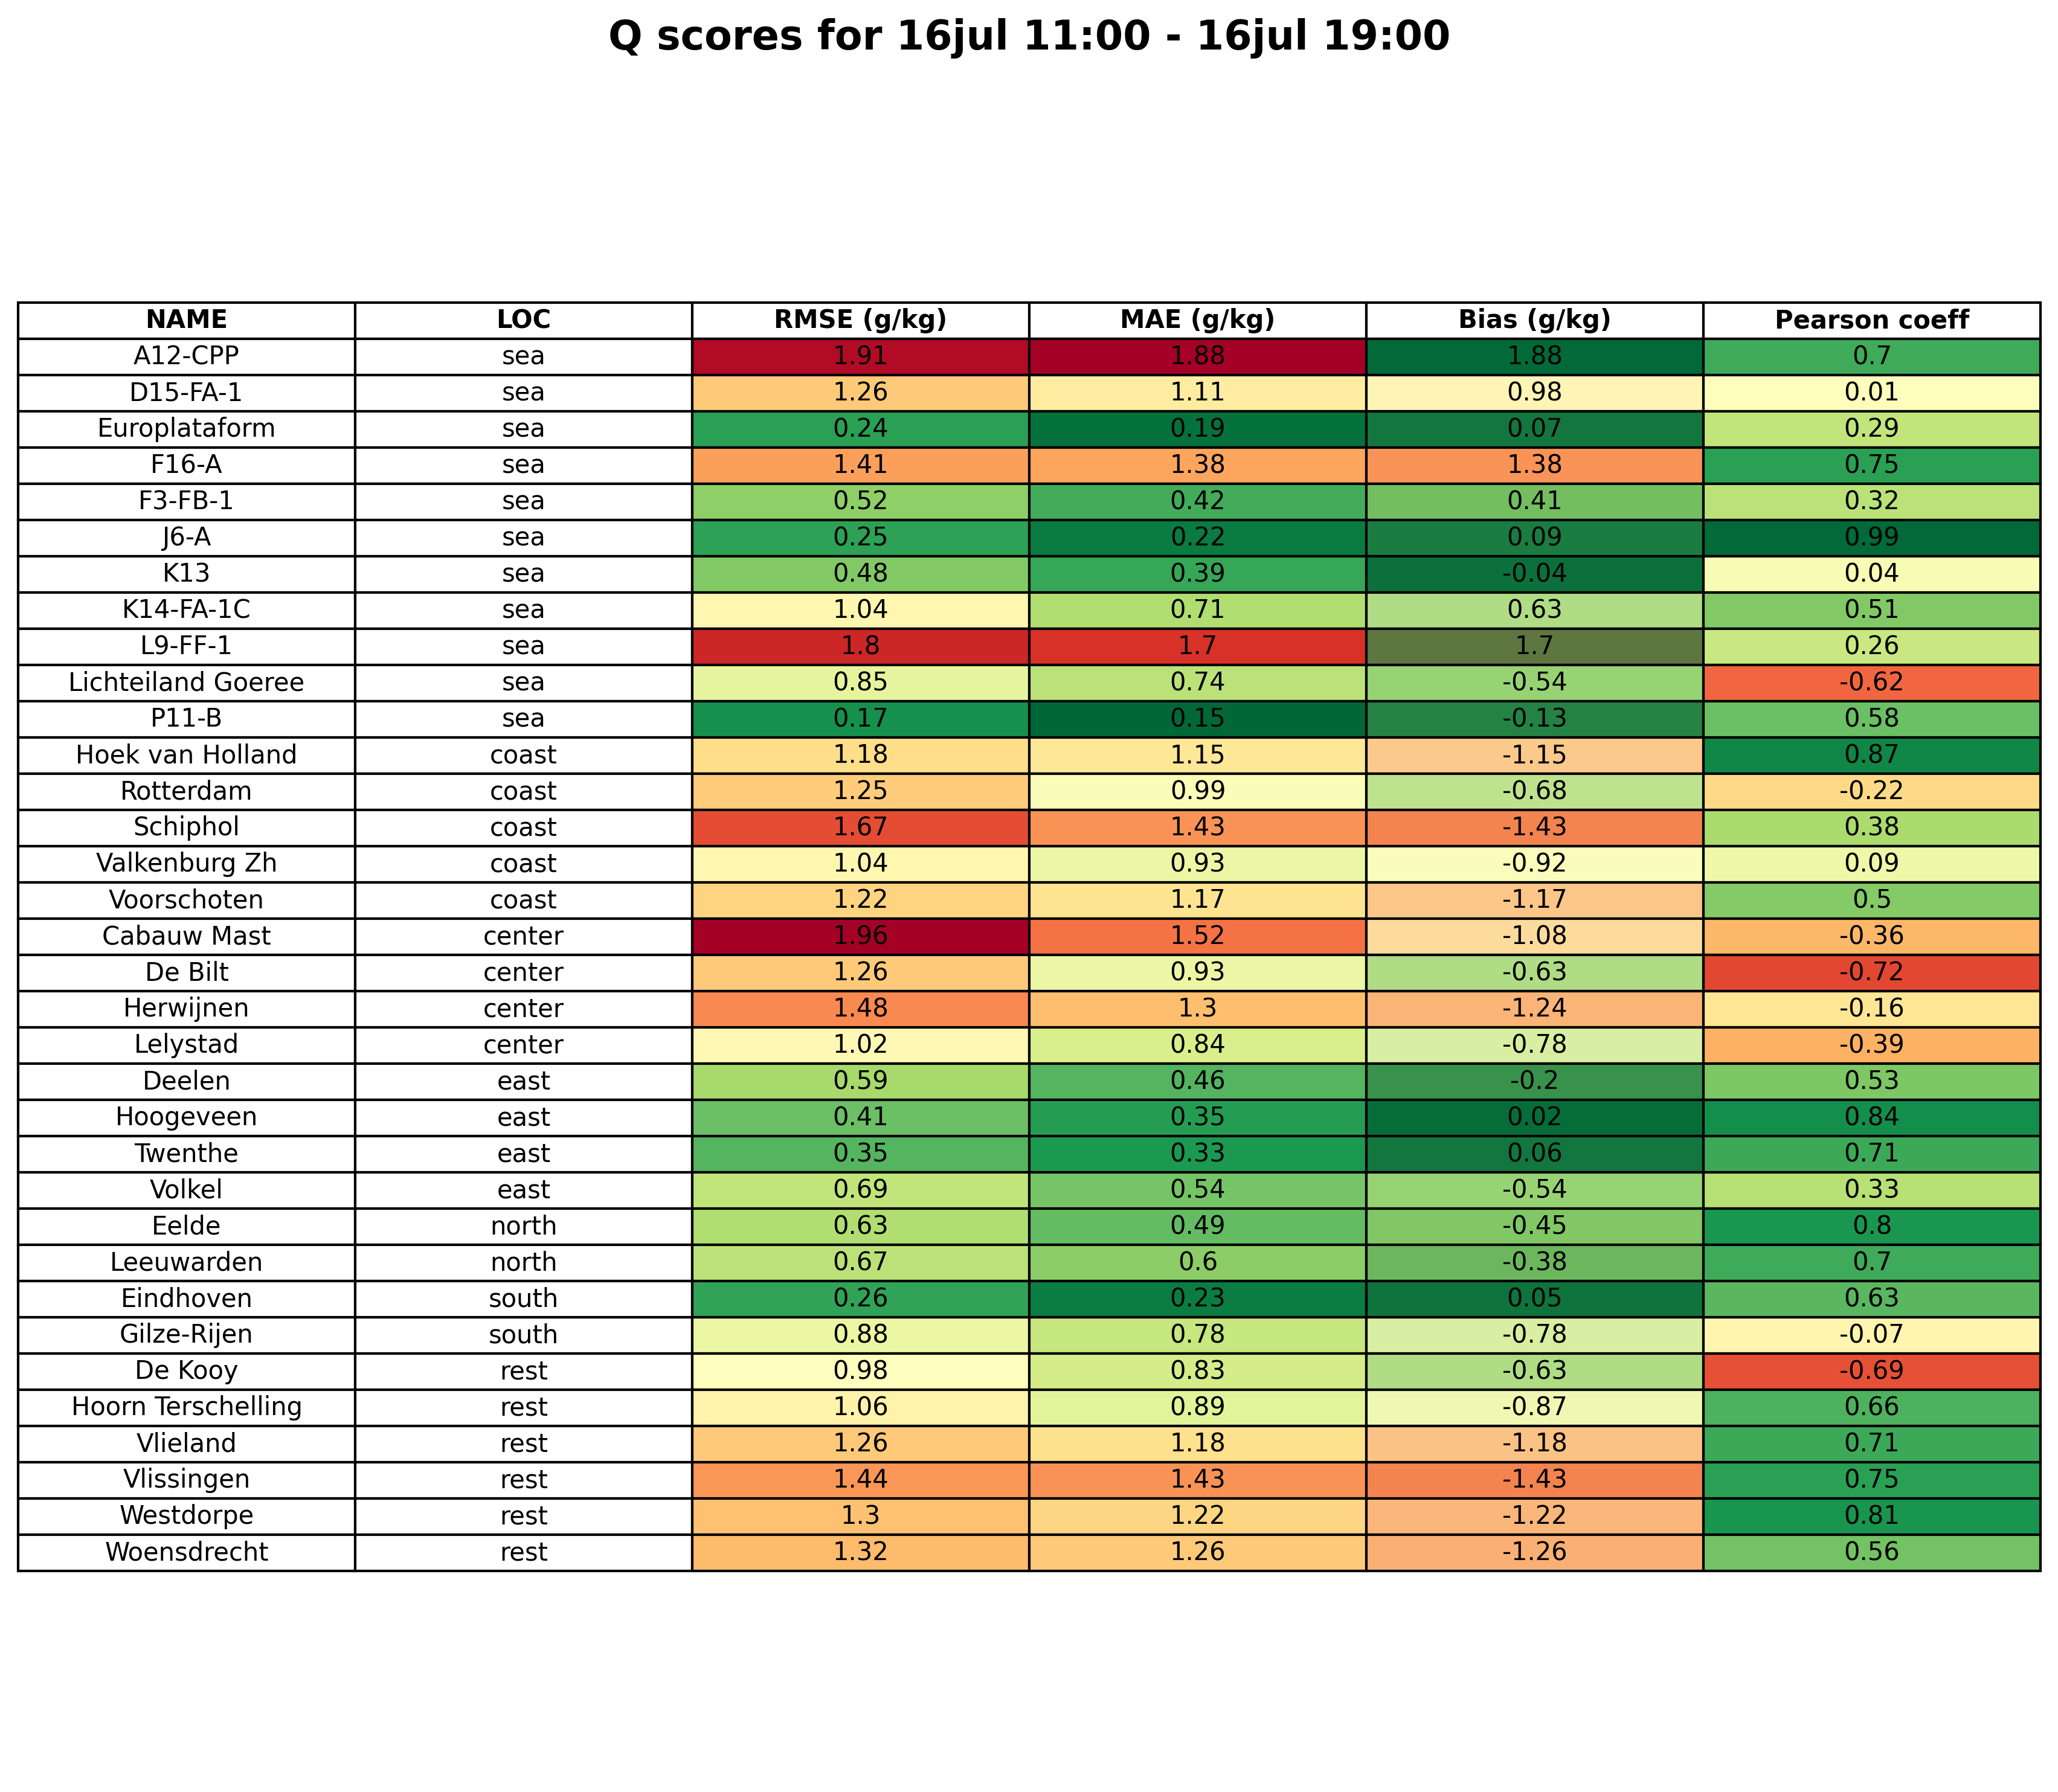 Q scores for 16jul 11:00 - 16jul 19:00
NAME LOC RMSE (g/kg) MAE (g/kg) Bias (g/kg) Pearson coeff
A12-CPP sea 1.91 1.88 1.88 0.7
D15-FA-1 sea 1.26 1.11 0.98 0.01
Europlataform sea 0.24 0.19 0.07 0.29
F16-A sea 1.41 1.38 1.38 0.75
F3-FB-1 sea 0.52 0.42 0.41 0.32
J6-A sea 0.25 0.22 0.09 0.99
K13 sea 0.48 0.39 -0.04 0.04
K14-FA-1C sea 1.04 0.71 0.63 0.51
L9-FF-1 sea 1.8 1.7 1.7 0.26
Lichteiland Goeree sea 0.85 0.74 -0.54 -0.62
P11-B sea 0.17 0.15 -0.13 0.58
Hoek van Holland coast 1.18 1.15 -1.15 0.87
Rotterdam coast 1.25 0.99 -0.68 -0.22
Schiphol coast 1.67 1.43 -1.43 0.38
Valkenburg Zh coast 1.04 0.93 -0.92 0.09
Voorschoten coast 1.22 1.17 -1.17 0.5
Cabauw Mast center 1.96 1.52 -1.08 -0.36
De Bilt center 1.26 0.93 -0.63 -0.72
Herwijnen center 1.48 1.3 -1.24 -0.16
Lelystad center 1.02 0.84 -0.78 -0.39
Deelen east 0.59 0.46 -0.2 0.53
Hoogeveen east 0.41 0.35 0.02 0.84
Twenthe east 0.35 0.33 0.06 0.71
Volkel east 0.69 0.54 -0.54 0.33
Eelde north 0.63 0.49 -0.45 0.8
Leeuwarden north 0.67 0.6 -0.38 0.7
Eindhoven south 0.26 0.23 0.05 0.63
Gilze-Rijen south 0.88 0.78 -0.78 -0.07
De Kooy rest 0.98 0.83 -0.63 -0.69
Hoorn Terschelling rest 1.06 0.89 -0.87 0.66
Vlieland rest 1.26 1.18 -1.18 0.71
Vlissingen rest 1.44 1.43 -1.43 0.75
Westdorpe rest 1.3 1.22 -1.22 0.81
Woensdrecht rest 1.32 1.26 -1.26 0.56